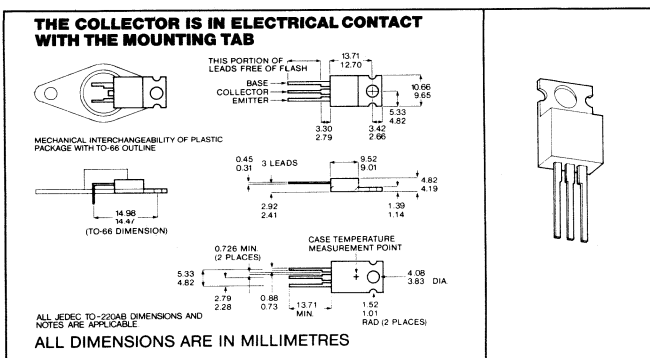 THE COLLECTOR IS IN ELECTRICAL CONTACT
WITH THE MOUNTING TAB
THIS PORTION OF
LEADS FREE OF FLASH
13.71
12.70
BASE
COLLECTOR
EMITTER
10.66
9.65
5.33
4.82
3.30
2.79
3.42
2.66
MECHANICAL INTERCHANGEABILITY OF PLASTIC
PACKAGE WITH TO-66 OUTLINE
0.45
0.31
3 LEADS
9.52
9.01
4.82
4.19
2.92
2.41
1.39
1.14
14.98
14.47
(TO-66 DIMENSION)
0.726 MIN.
(2 PLACES)
CASE TEMPERATURE
MEASUREMENT POINT
5.33
4.82
4.08
3.83 DIA.
2.79
2.28
0.88
0.73
13.71
MIN.
1.52
1.01
RAD (2 PLACES)
ALL JEDEC TO-220AB DIMENSIONS AND
NOTES ARE APPLICABLE
ALL DIMENSIONS ARE IN MILLIMETRES